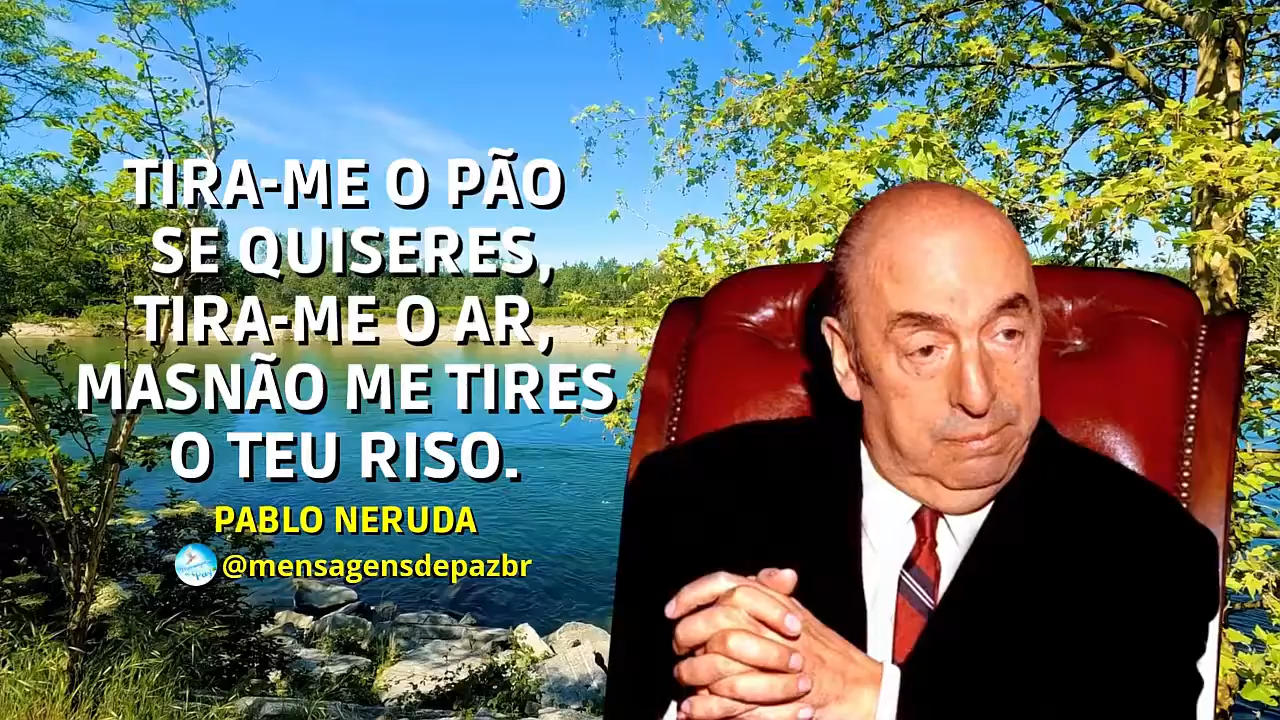 TIRA-ME O PÃO
SE QUISERES,
TIRA-ME O AR,
MASNÃO ME TIRES
O TEU RISO.
PABLO NERUDA
@mensagensdepazbr